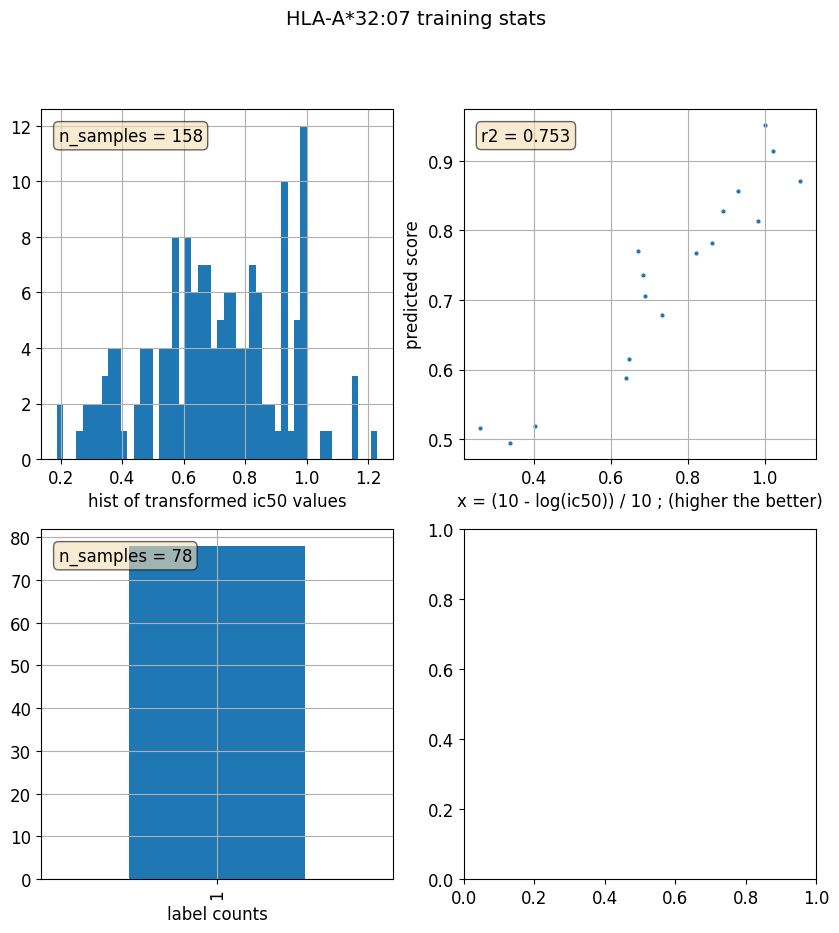 HLA-A*32:07 training stats
n_samples = 158
12
10
8
6
4
2
0
0.2 0.4 0.6 0.8 1.0 1.2
hist of transformed ic50 values
r2 = 0.753
predicted score
0.9
0.8
0.7
0.6
0.5
0.4 0.6 0.8 1.0
x = (10 - log(ic50)) / 10 ; (higher the better)
n_samples = 78
80
70
60
50
40
30
20
10
0
1
label counts
1.0
0.8
0.6
0.4
0.2
0.0
0.0 0.2 0.4 0.6 0.8 1.0